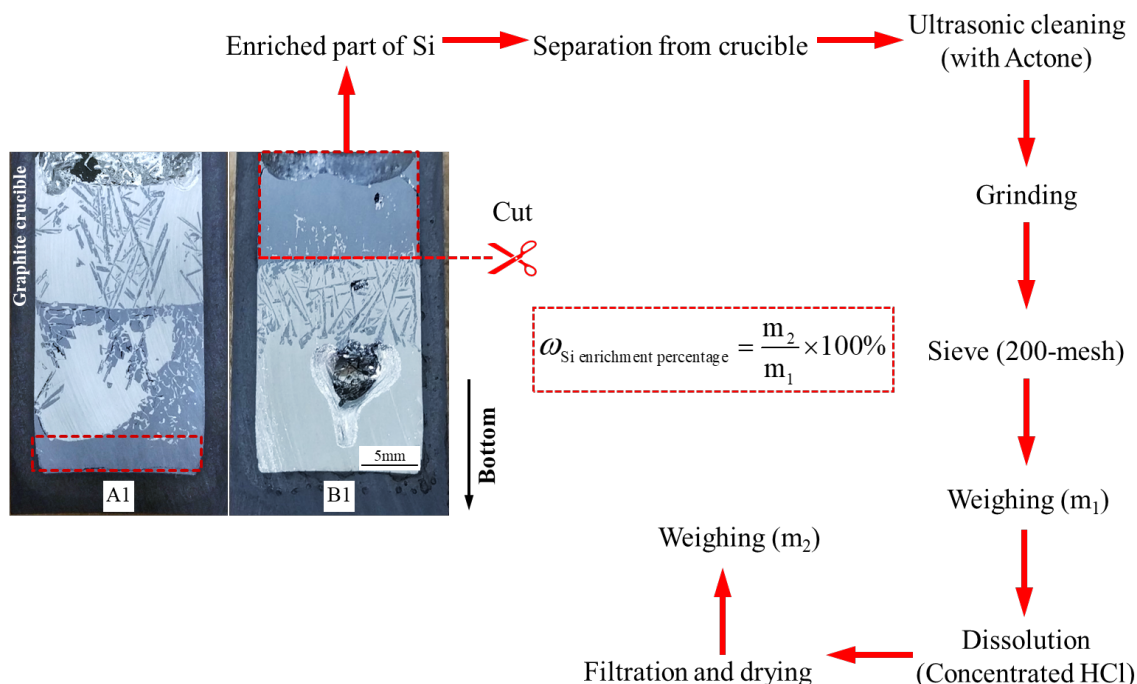 Enriched part of Si
Separation from crucible
Ultrasonic cleaning
(with Actone)
Grinding
Sieve (200-mesh)
Weighing (m₁)
Dissolution
(Concentrated HCl)
Filtration and drying
Weighing (m₂)
Graphite crucible
Cut
ω Si enrichment percentage = m₂/m₁ ×100%
Bottom
5mm
A1
B1